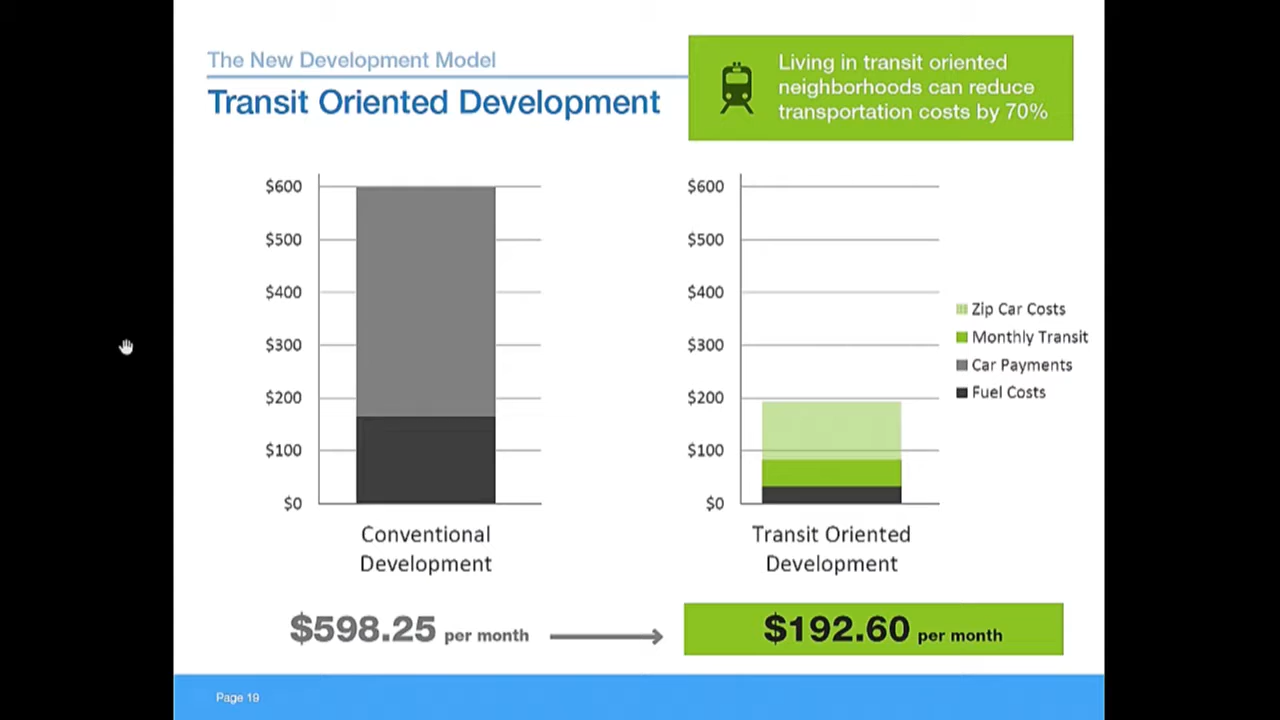 The New Development Model
Transit Oriented Development
Living in transit oriented
neighborhoods can reduce
transportation costs by 70%
$600
$500
$400
$300
$200
$100
$0
Conventional
Development
$600
$500
$400
$300
$200
$100
$0
Transit Oriented
Development
Zip Car Costs
Monthly Transit
Car Payments
Fuel Costs
$598.25 per month
$192.60 per month
Page 19